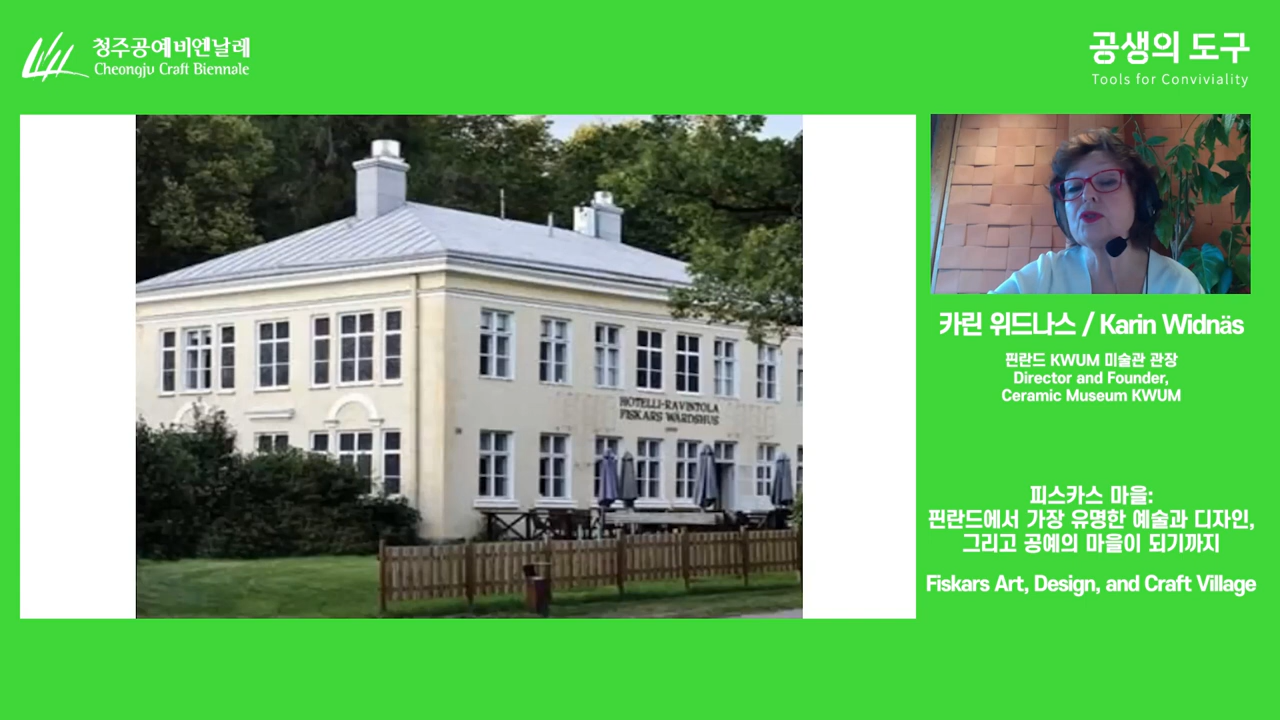 청주공예비엔날레
Cheongju Craft Biennale
공생의 도구
Tools for Conviviality
HOTELLI-RAVINTOLA
FISKARS WÄRDSHUS
카린 위드나스 / Karin Widnäs
핀란드 KWUM 미술관 관장
Director and Founder,
Ceramic Museum KWUM
피스카스 마을:
핀란드에서 가장 유명한 예술과 디자인,
그리고 공예의 마을이 되기까지
Fiskars Art, Design, and Craft Village